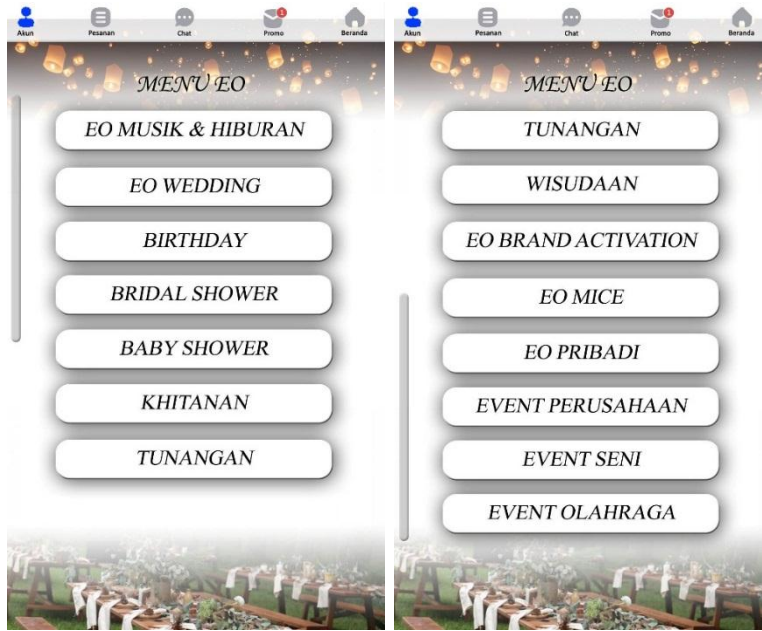 Akun
Pesanan
Chat
1
Promo
Beranda
MENU EO
EO MUSIK & HIBURAN
EO WEDDING
BIRTHDAY
BRIDAL SHOWER
BABY SHOWER
KHITANAN
TUNANGAN
Akun
Pesanan
Chat
1
Promo
Beranda
MENU EO
TUNANGAN
WISUDAAN
EO BRAND ACTIVATION
EO MICE
EO PRIBADI
EVENT PERUSAHAAN
EVENT SENI
EVENT OLAHRAGA